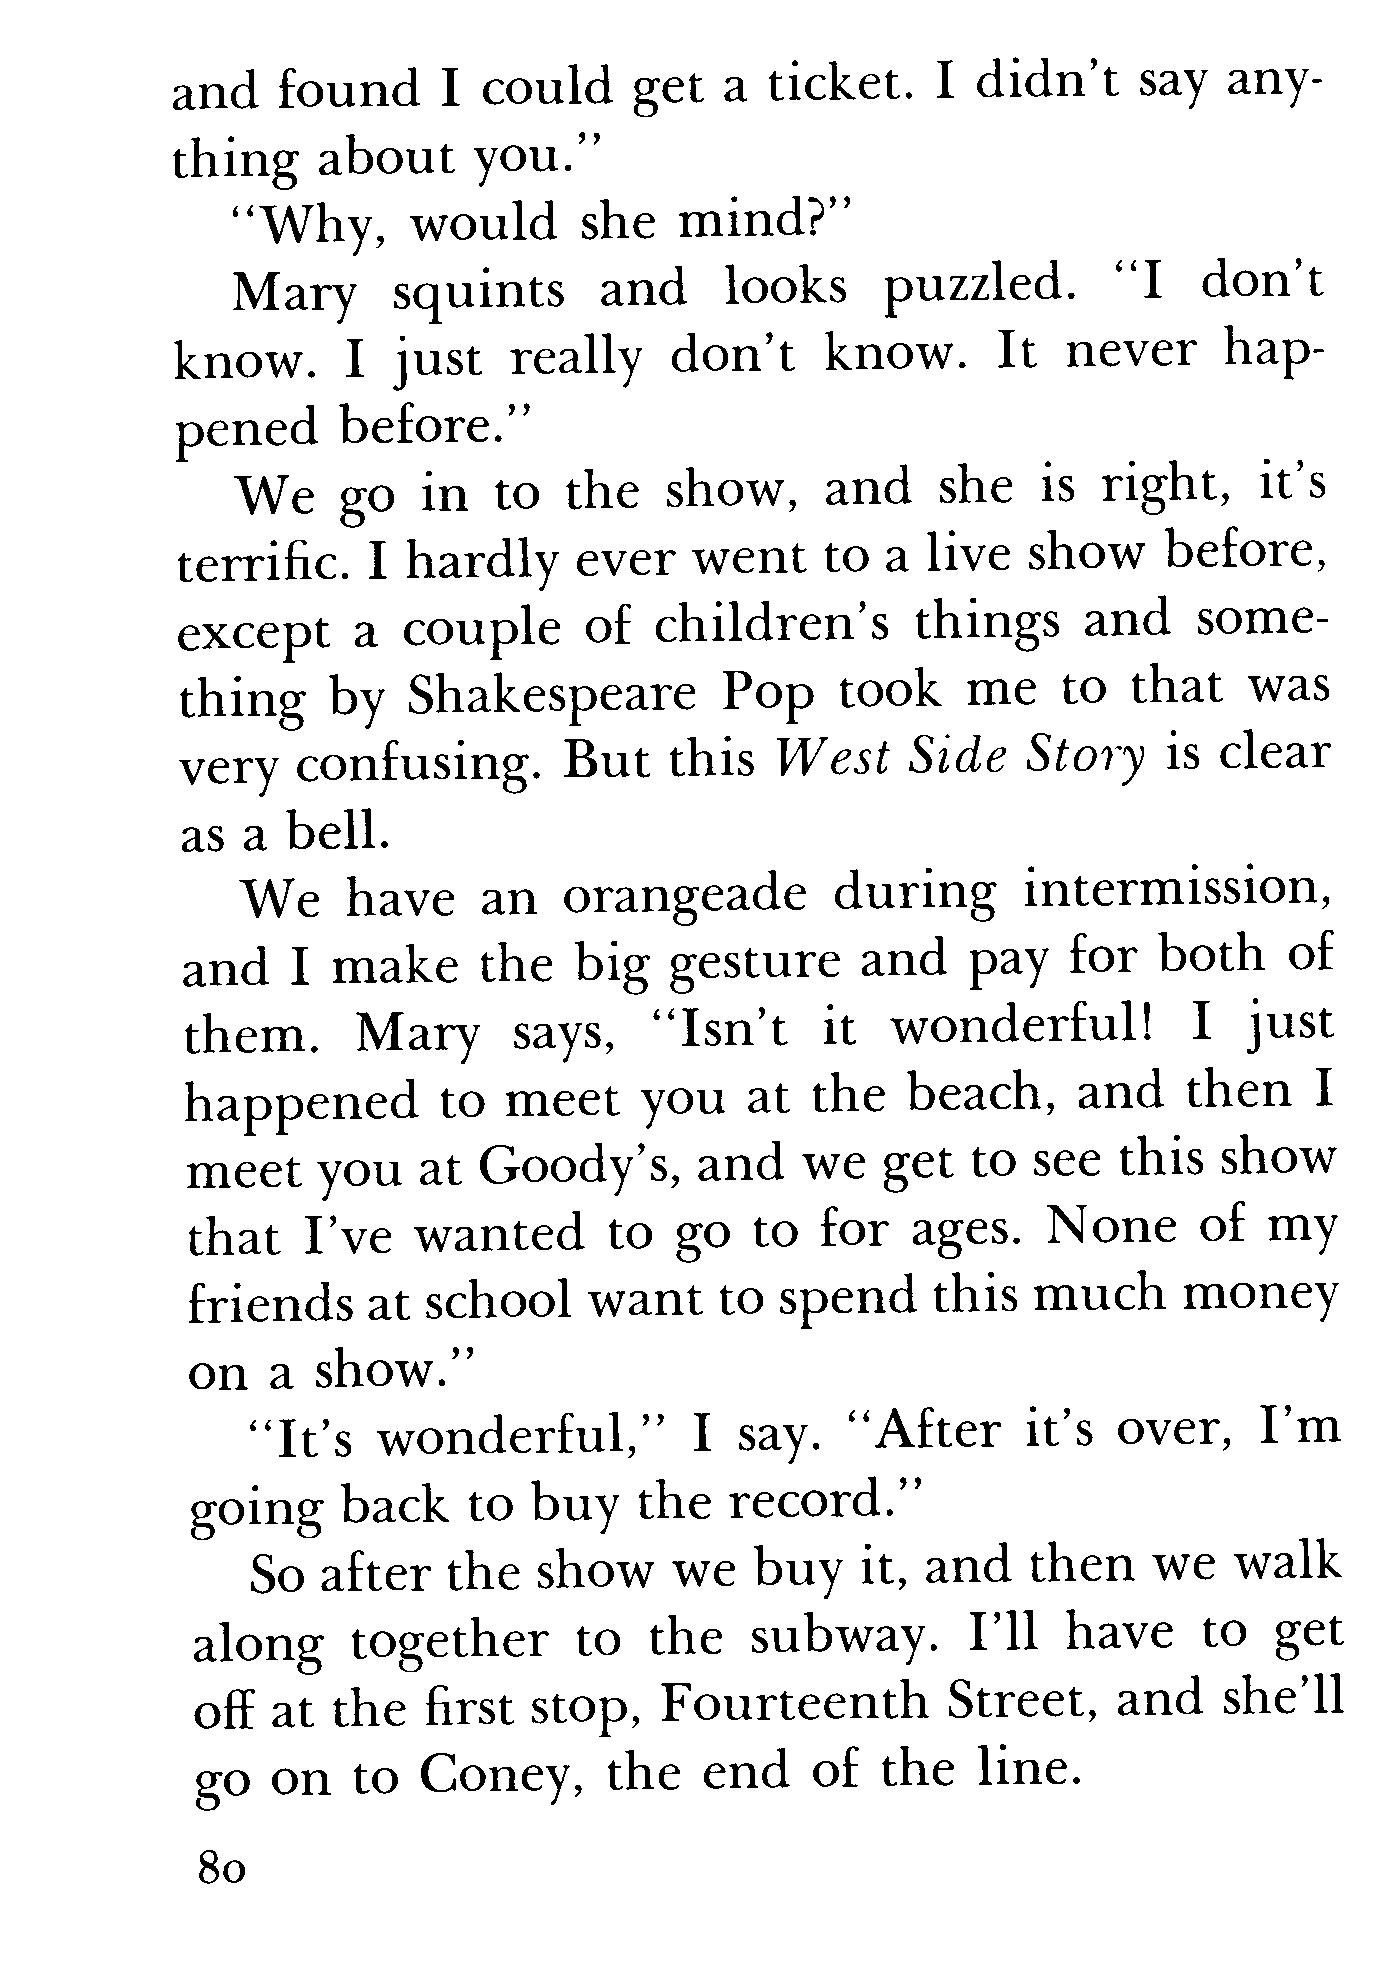 and found I could get a ticket. I didn't say any-
thing about you."
"Why, would she mind?"
Mary squints and looks puzzled. "I don't
know. I just really don't know. It never hap-
pened before."
We go in to the show, and she is right, it's
terrific. I hardly ever went to a live show before,
except a couple of children's things and some-
thing by Shakespeare Pop took me to that was
very confusing. But this West Side Story is clear
as a bell.
We have an orangeade during intermission,
and I make the big gesture and pay for both of
them. Mary says, "Isn't it wonderful! I just
happened to meet you at the beach, and then I
meet you at Goody's, and we get to see this show
that I've wanted to go to for ages. None of my
friends at school want to spend this much money
on a show."
"It's wonderful," I say. "After it's over, I'm
going back to buy the record."
So after the show we buy it, and then we walk
along together to the subway. I'll have to get
off at the first stop, Fourteenth Street, and she'll
go on to Coney, the end of the line.
80